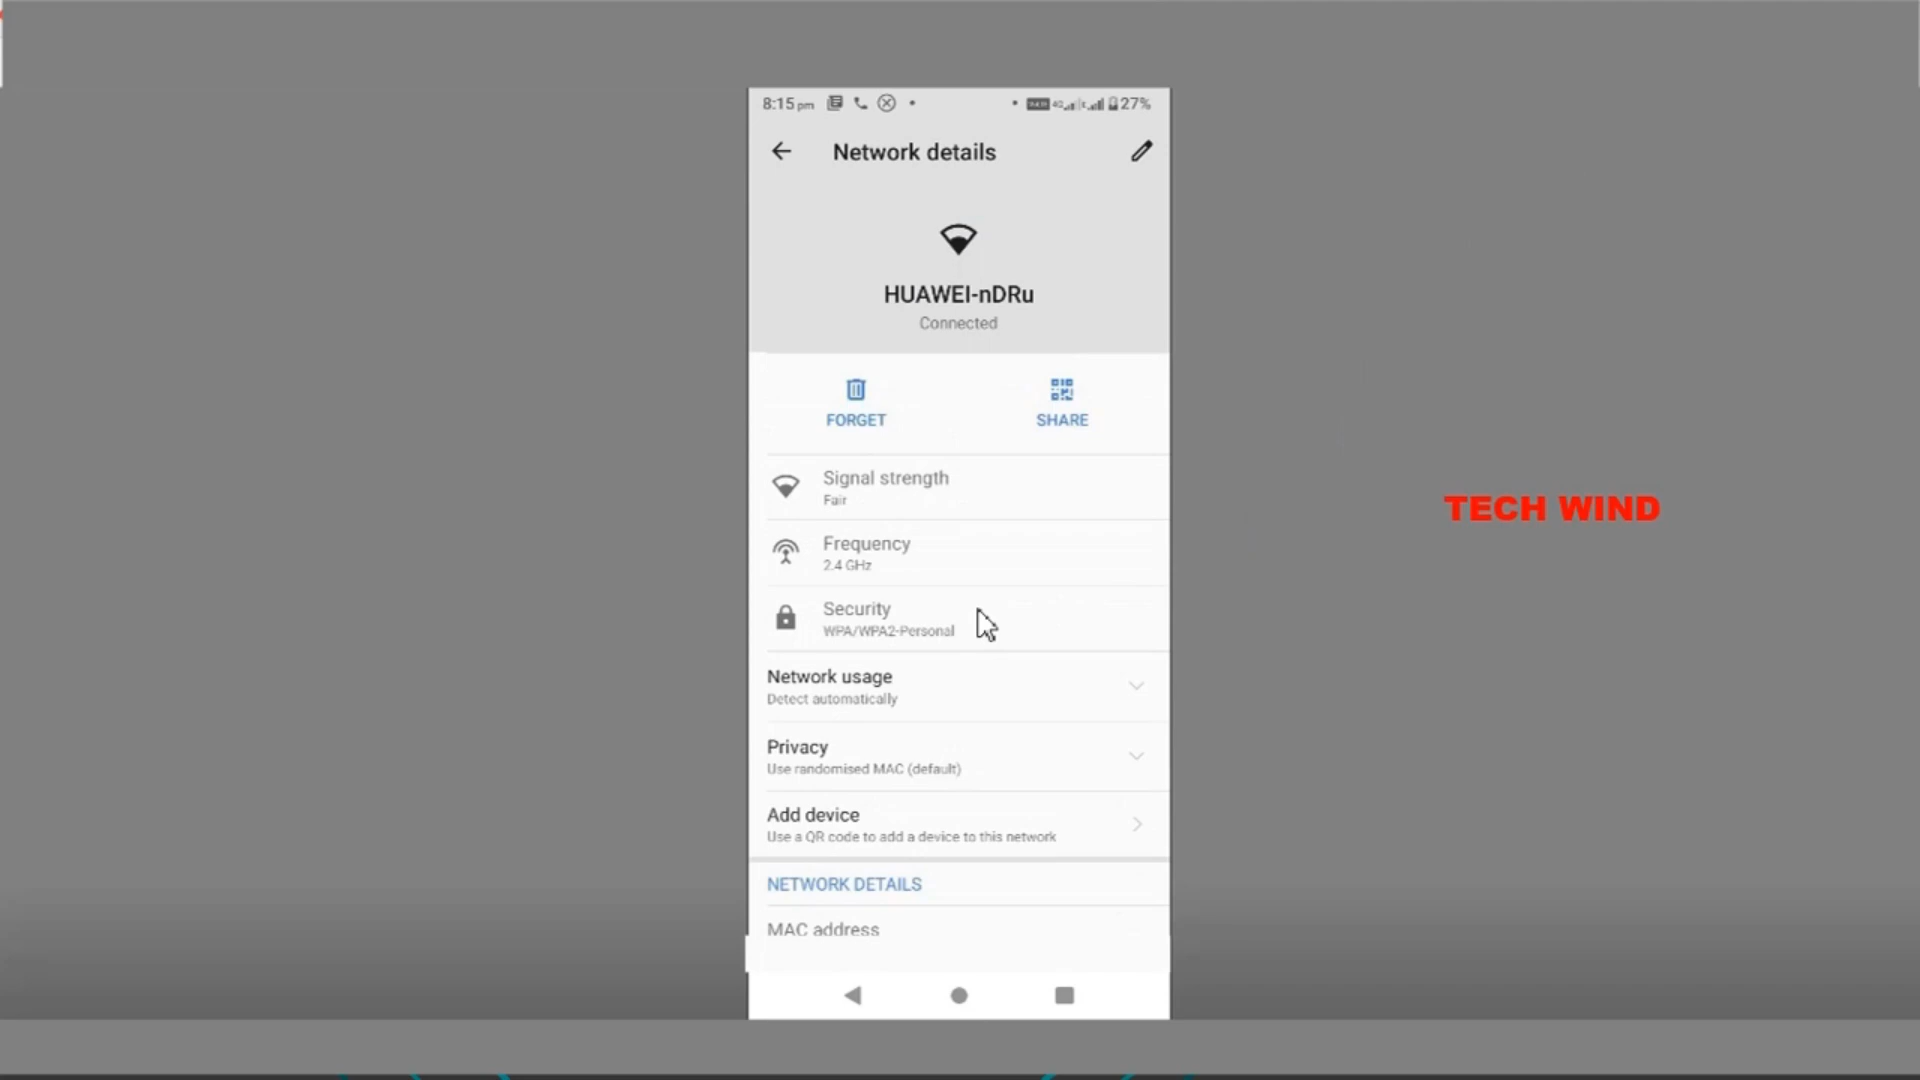 8:15 pm
27%
Network details
HUAWEI-nDRu
Connected
FORGET
SHARE
Signal strength
Fair
Frequency
2.4 GHz
Security
WPA/WPA2-Personal
Network usage
Detect automatically
Privacy
Use randomised MAC (default)
Add device
Use a QR code to add a device to this network
NETWORK DETAILS
MAC address
TECH WIND